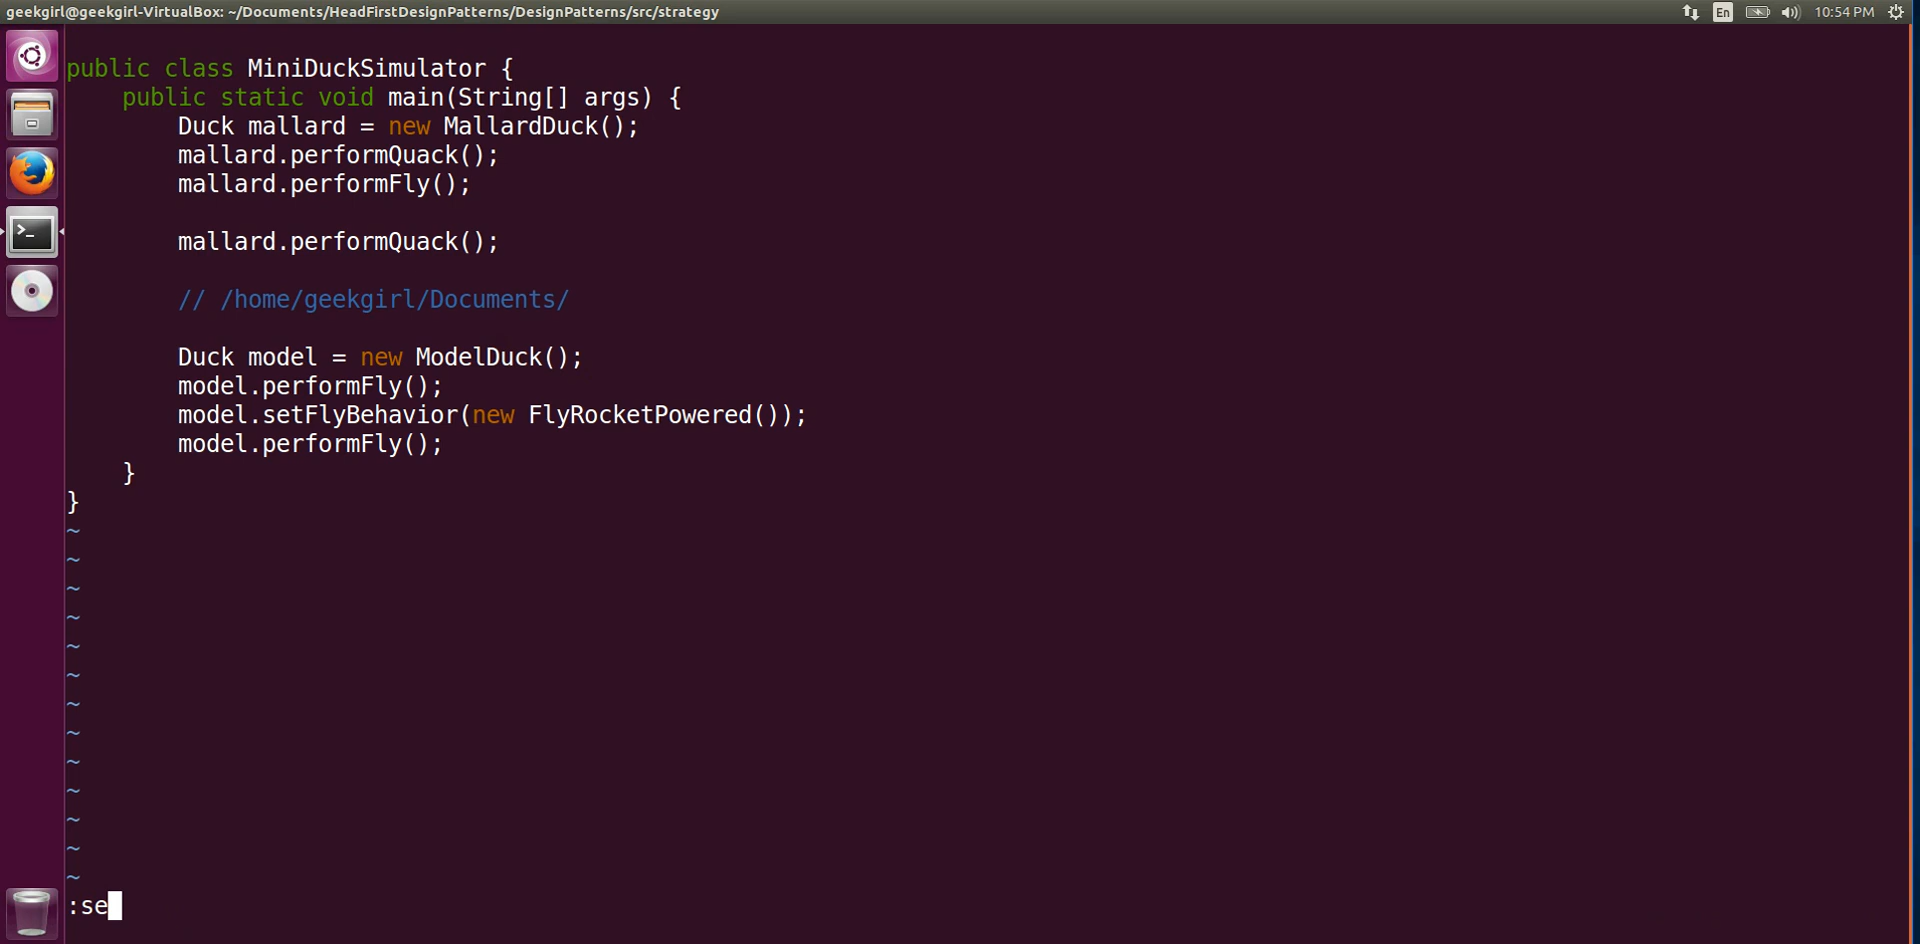 geekgirl@geekgirl-VirtualBox: ~/Documents/HeadFirstDesignPatterns/DesignPatterns/src/strategy
En
10:54 PM
public class MiniDuckSimulator {
    public static void main(String[] args) {
        Duck mallard = new MallardDuck();
        mallard.performQuack();
        mallard.performFly();
        mallard.performQuack();
        // /home/geekgirl/Documents/
        Duck model = new ModelDuck();
        model.performFly();
        model.setFlyBehavior(new FlyRocketPowered());
        model.performFly();
    }
}
~
~
~
~
~
~
~
~
~
~
~
~
~
:se